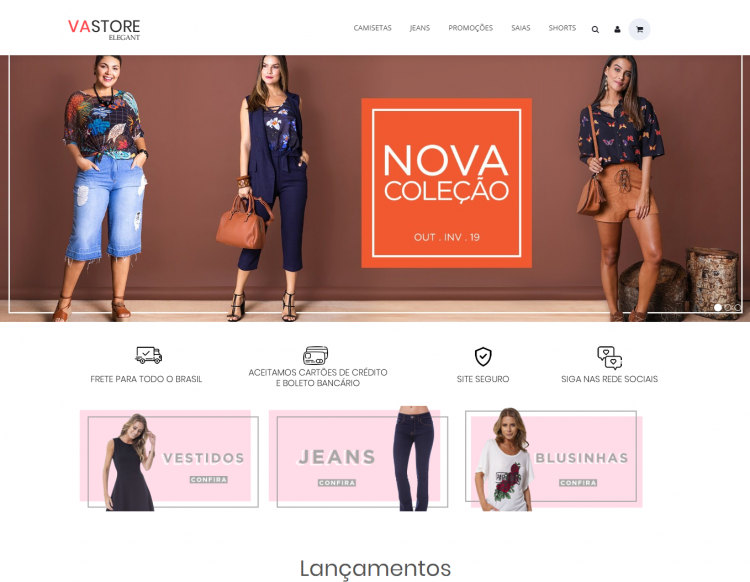 VASTORE
ELEGANT
CAMISETAS JEANS PROMOÇÕES SAIAS SHORTS
NOVA
COLEÇÃO
OUT . INV . 19
FRETE PARA TODO O BRASIL
ACEITAMOS CARTÕES DE CRÉDITO
E BOLETO BANCÁRIO
SITE SEGURO
SIGA NAS REDE SOCIAIS
VESTIDOS
CONFIRA
JEANS
CONFIRA
BLUSINHAS
CONFIRA
Lançamentos